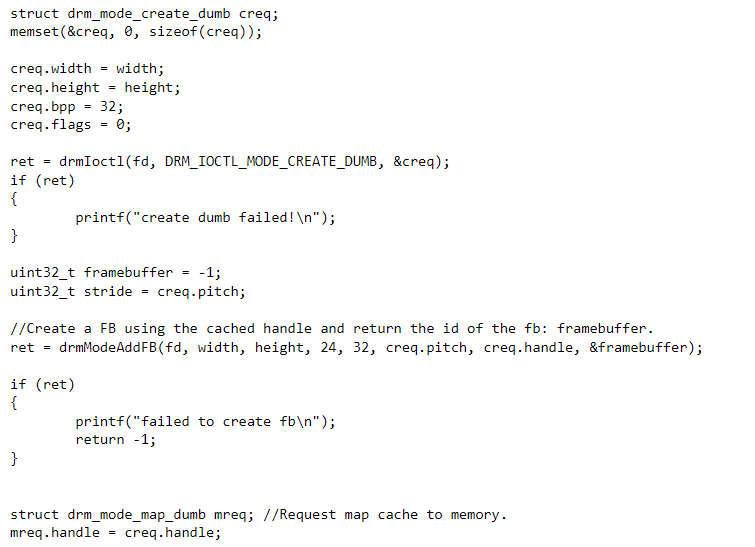 struct drm_mode_create_dumb creq;
memset(&creq, 0, sizeof(creq));

creq.width = width;
creq.height = height;
creq.bpp = 32;
creq.flags = 0;

ret = drmIoctl(fd, DRM_IOCTL_MODE_CREATE_DUMB, &creq);
if (ret)
{
        printf("create dumb failed!\n");
}

uint32_t framebuffer = -1;
uint32_t stride = creq.pitch;

//Create a FB using the cached handle and return the id of the fb: framebuffer.
ret = drmModeAddFB(fd, width, height, 24, 32, creq.pitch, creq.handle, &framebuffer);

if (ret)
{
        printf("failed to create fb\n");
        return -1;
}

struct drm_mode_map_dumb mreq; //Request map cache to memory.
mreq.handle = creq.handle;